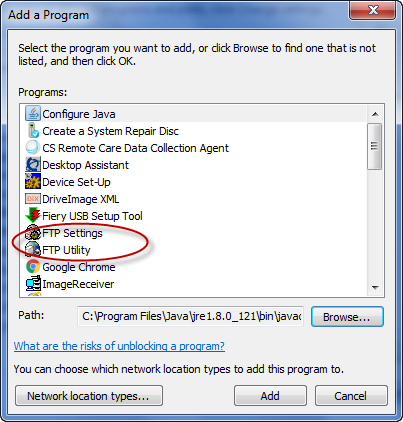 Add a Program
Select the program you want to add, or click Browse to find one that is not
listed, and then click OK.
Programs:
Configure Java
Create a System Repair Disc
CS Remote Care Data Collection Agent
Desktop Assistant
Device Set-Up
DriveImage XML
Fiery USB Setup Tool
FTP Settings
FTP Utility
Google Chrome
ImageReceiver
Path:
C:\Program Files\Java\jre1.8.0_121\bin\javac
Browse...
What are the risks of unblocking a program?
You can choose which network location types to add this program to.
Network location types...
Add
Cancel